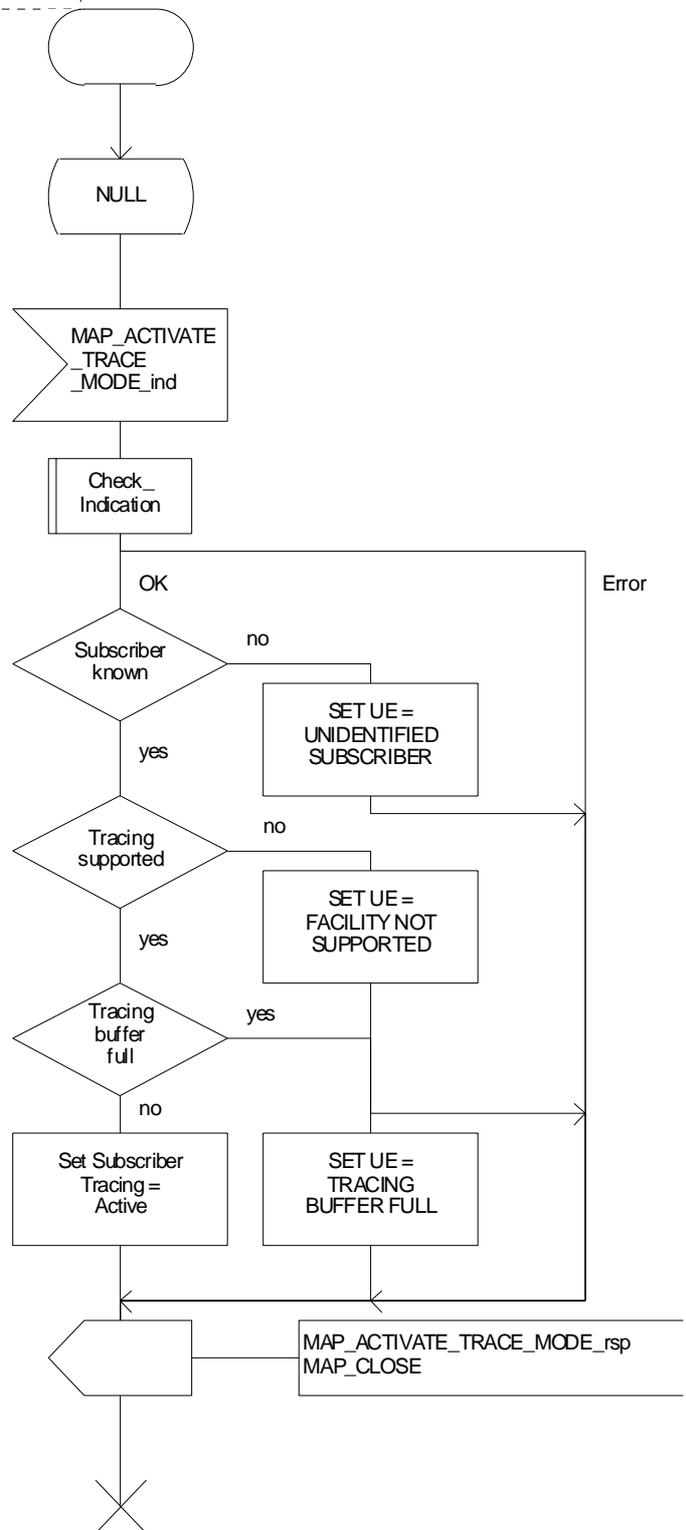 NULL
MAP_ACTIVATE
_TRACE
_MODE_ind
Check_
Indication
OK
Error
Subscriber
known
no
SET UE =
UNIDENTIFIED
SUBSCRIBER
yes
Tracing
supported
no
SET UE =
FACILITY NOT
SUPPORTED
yes
Tracing
buffer
full
yes
no
Set Subscriber
Tracing =
Active
SET UE =
TRACING
BUFFER FULL
MAP_ACTIVATE_TRACE_MODE_rsp
MAP_CLOSE